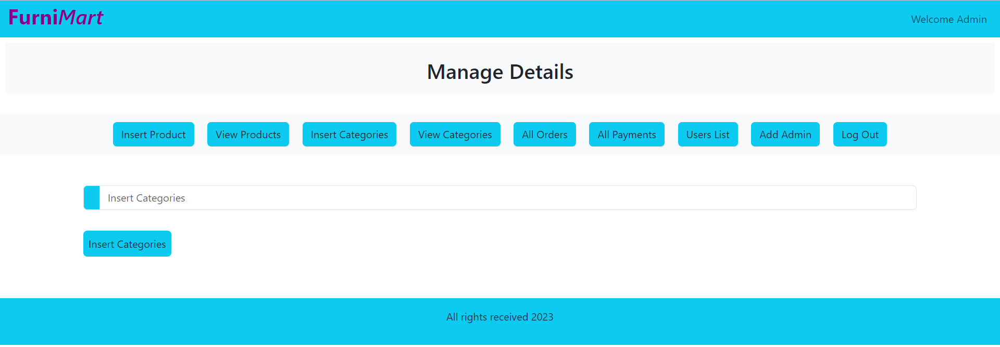 FurniMart
Welcome Admin
Manage Details
Insert Product View Products Insert Categories View Categories All Orders All Payments Users List Add Admin Log Out
Insert Categories
Insert Categories
All rights received 2023